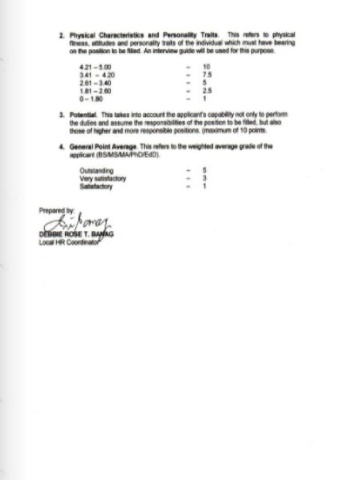 2. Physical Characteristics and Personality Traits. This refers to physical
fitness, attitudes and personality traits of the individual which must have bearing
on the position to be filled. An interview guide will be used for this purpose.
4.21 – 5.00 – 10
3.41 – 4.20 – 7.5
2.61 – 3.40 – 5
1.81 – 2.60 – 2.5
0 – 1.80 – 1
3. Potential. This takes into account the applicant's capability not only to perform
the duties and assume the responsibilities of the position to be filled, but also
those of higher and more responsible positions. (maximum of 10 points.
4. General Point Average. This refers to the weighted average grade of the
applicant (BS/MS/MA/PhD/EdD).
Outstanding – 5
Very satisfactory – 3
Satisfactory – 1
Prepared by:
DEBBIE ROSE T. BANAG
Local HR Coordinator